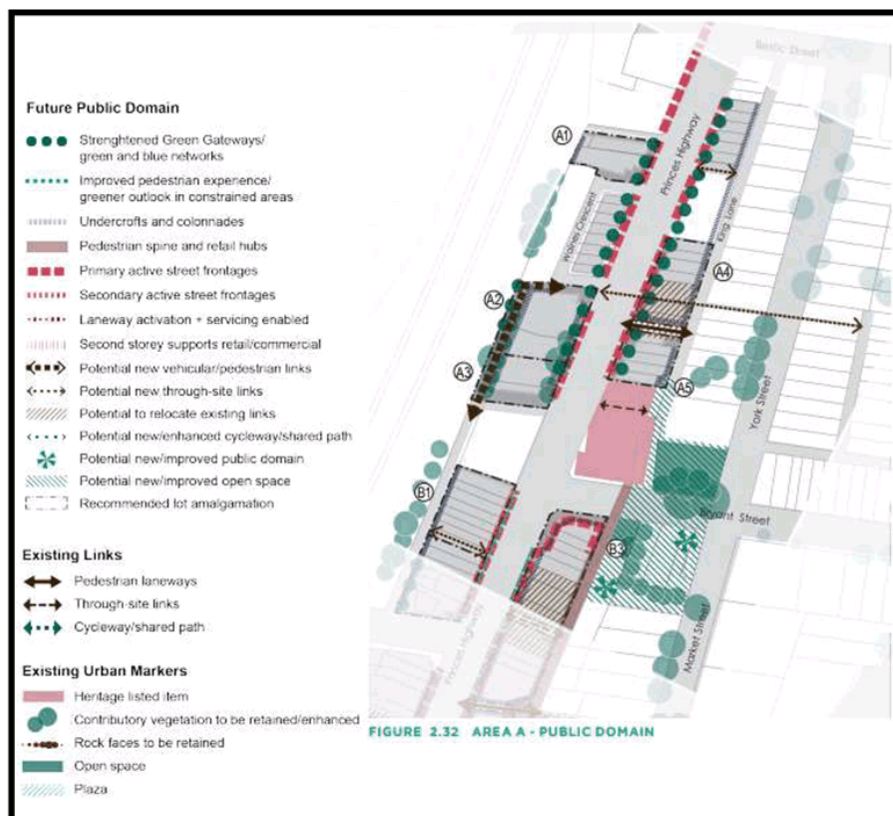 Future Public Domain
Strenghtened Green Gateways/
green and blue networks
Improved pedestrian experience/
greener outlook in constrained areas
Undercrofts and colonnades
Pedestrian spine and retail hubs
Primary active street frontages
Secondary active street frontages
Laneway activation + servicing enabled
Second storey supports retail/commercial
Potential new vehicular/pedestrian links
Potential new through-site links
Potential to relocate existing links
Potential new/enhanced cycleway/shared path
Potential new/improved public domain
Potential new/improved open space
Recommended lot amalgamation
Existing Links
Pedestrian laneways
Through-site links
Cycleway/shared path
Existing Urban Markers
Heritage listed item
Contributory vegetation to be retained/enhanced
Rock faces to be retained
Open space
Plaza
Street
A1
Princes Highway
Waines Crescent
King Lane
A4
A2
A3
A5
York Street
B1
Bryant Street
B3
Princes Highway
Market Street
FIGURE 2.32 AREA A - PUBLIC DOMAIN